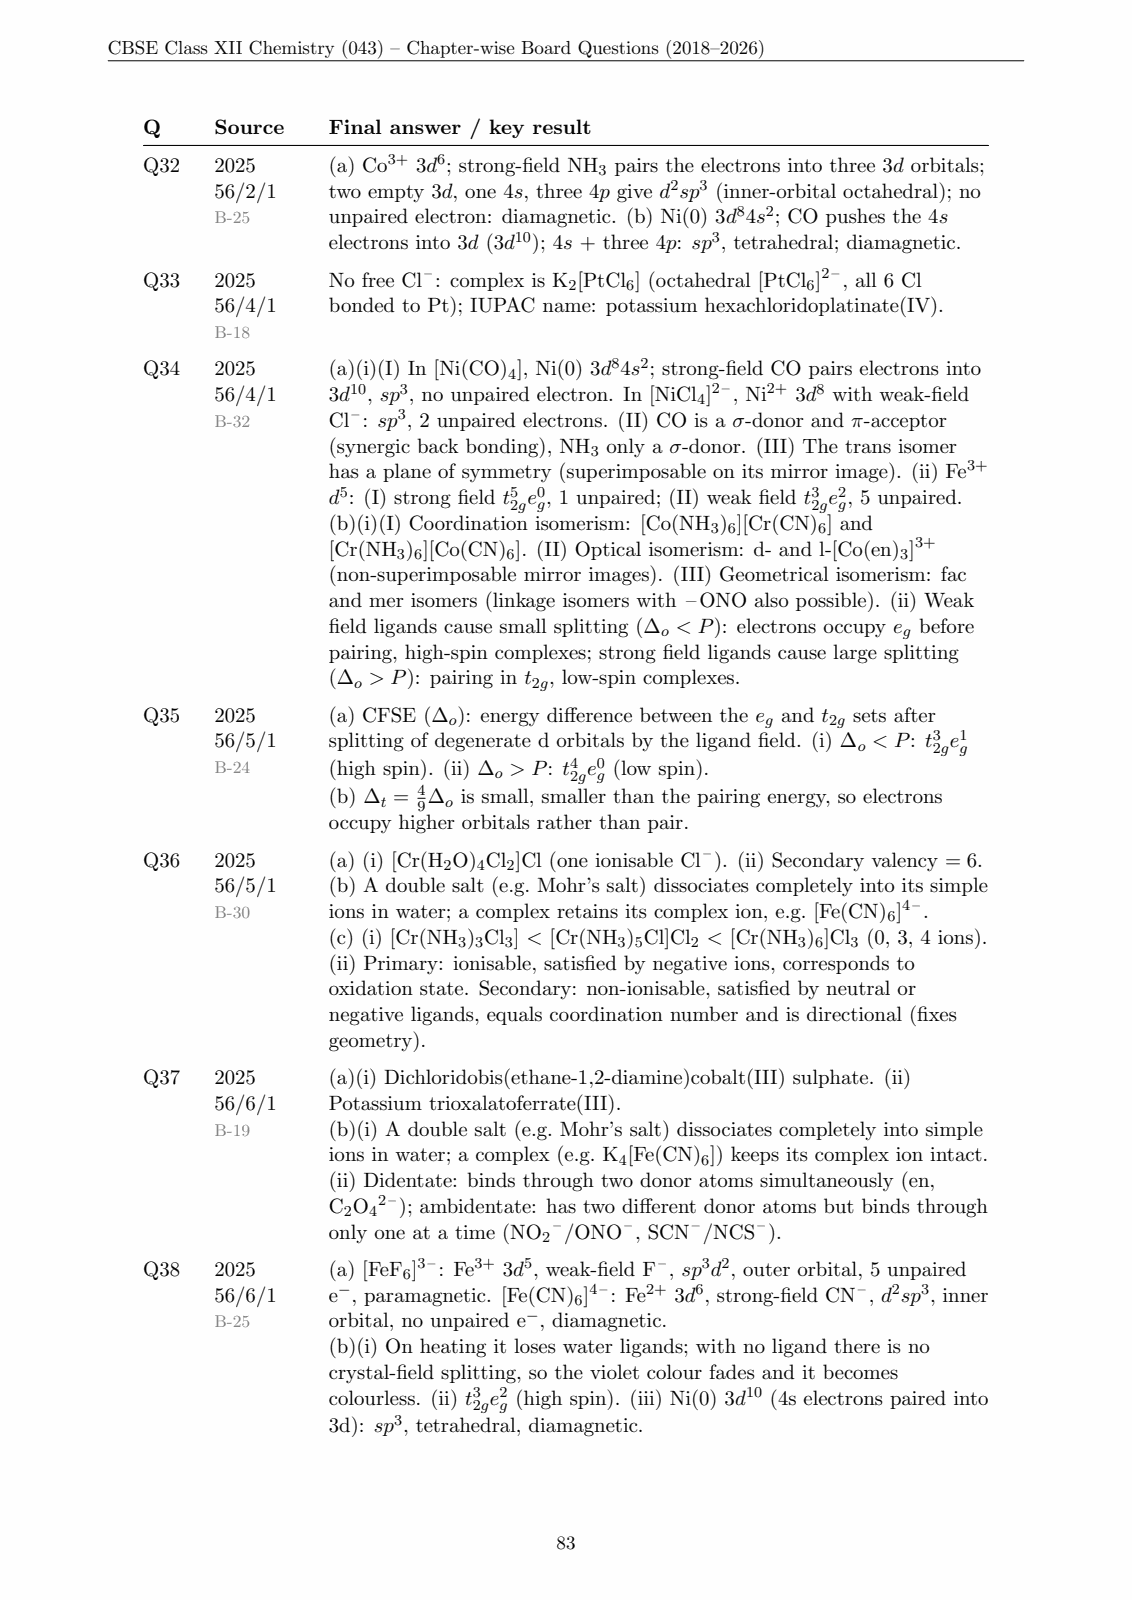 CBSE Class XII Chemistry (043) – Chapter-wise Board Questions (2018–2026)
Q Source Final answer / key result
Q32 2025 (a) Co³⁺ 3d⁶; strong-field NH₃ pairs the electrons into three 3d orbitals;
56/2/1 two empty 3d, one 4s, three 4p give d²sp³ (inner-orbital octahedral); no
B-25 unpaired electron: diamagnetic. (b) Ni(0) 3d⁸4s²; CO pushes the 4s
electrons into 3d (3d¹⁰); 4s + three 4p: sp³, tetrahedral; diamagnetic.
Q33 2025 No free Cl⁻: complex is K₂[PtCl₆] (octahedral [PtCl₆]²⁻, all 6 Cl
56/4/1 bonded to Pt); IUPAC name: potassium hexachloridoplatinate(IV).
B-18
Q34 2025 (a)(i)(I) In [Ni(CO)₄], Ni(0) 3d⁸4s²; strong-field CO pairs electrons into
56/4/1 3d¹⁰, sp³, no unpaired electron. In [NiCl₄]²⁻, Ni²⁺ 3d⁸ with weak-field
B-32 Cl⁻: sp³, 2 unpaired electrons. (II) CO is a σ-donor and π-acceptor
(synergic back bonding), NH₃ only a σ-donor. (III) The trans isomer
has a plane of symmetry (superimposable on its mirror image). (ii) Fe³⁺
d⁵: (I) strong field t₂g⁵eg⁰, 1 unpaired; (II) weak field t₂g³eg², 5 unpaired.
(b)(i)(I) Coordination isomerism: [Co(NH₃)₆][Cr(CN)₆] and
[Cr(NH₃)₆][Co(CN)₆]. (II) Optical isomerism: d- and l-[Co(en)₃]³⁺
(non-superimposable mirror images). (III) Geometrical isomerism: fac
and mer isomers (linkage isomers with –ONO also possible). (ii) Weak
field ligands cause small splitting (Δₒ < P): electrons occupy eg before
pairing, high-spin complexes; strong field ligands cause large splitting
(Δₒ > P): pairing in t₂g, low-spin complexes.
Q35 2025 (a) CFSE (Δₒ): energy difference between the eg and t₂g sets after
56/5/1 splitting of degenerate d orbitals by the ligand field. (i) Δₒ < P: t₂g³eg¹
B-24 (high spin). (ii) Δₒ > P: t₂g⁴eg⁰ (low spin).
(b) Δₜ = 4/9Δₒ is small, smaller than the pairing energy, so electrons
occupy higher orbitals rather than pair.
Q36 2025 (a) (i) [Cr(H₂O)₄Cl₂]Cl (one ionisable Cl⁻). (ii) Secondary valency = 6.
56/5/1 (b) A double salt (e.g. Mohr's salt) dissociates completely into its simple
B-30 ions in water; a complex retains its complex ion, e.g. [Fe(CN)₆]⁴⁻.
(c) (i) [Cr(NH₃)₃Cl₃] < [Cr(NH₃)₅Cl]Cl₂ < [Cr(NH₃)₆]Cl₃ (0, 3, 4 ions).
(ii) Primary: ionisable, satisfied by negative ions, corresponds to
oxidation state. Secondary: non-ionisable, satisfied by neutral or
negative ligands, equals coordination number and is directional (fixes
geometry).
Q37 2025 (a)(i) Dichloridobis(ethane-1,2-diamine)cobalt(III) sulphate. (ii)
56/6/1 Potassium trioxalatoferrate(III).
B-19 (b)(i) A double salt (e.g. Mohr's salt) dissociates completely into simple
ions in water; a complex (e.g. K₄[Fe(CN)₆]) keeps its complex ion intact.
(ii) Didentate: binds through two donor atoms simultaneously (en,
C₂O₄²⁻); ambidentate: has two different donor atoms but binds through
only one at a time (NO₂⁻/ONO⁻, SCN⁻/NCS⁻).
Q38 2025 (a) [FeF₆]³⁻: Fe³⁺ 3d⁵, weak-field F⁻, sp³d², outer orbital, 5 unpaired
56/6/1 e⁻, paramagnetic. [Fe(CN)₆]⁴⁻: Fe²⁺ 3d⁶, strong-field CN⁻, d²sp³, inner
B-25 orbital, no unpaired e⁻, diamagnetic.
(b)(i) On heating it loses water ligands; with no ligand there is no
crystal-field splitting, so the violet colour fades and it becomes
colourless. (ii) t₂g³eg² (high spin). (iii) Ni(0) 3d¹⁰ (4s electrons paired into
3d): sp³, tetrahedral, diamagnetic.
83